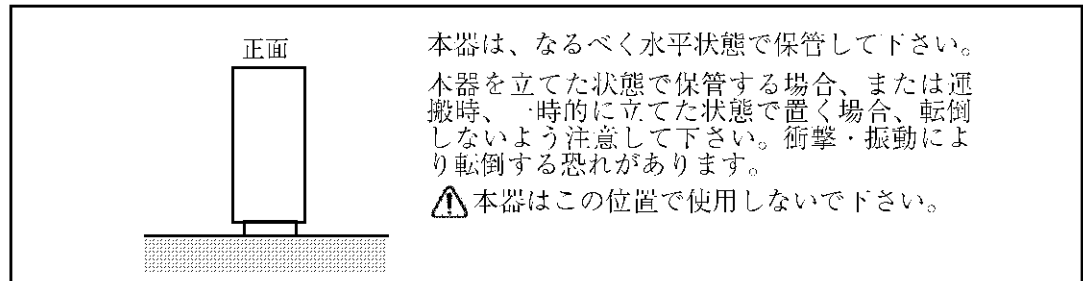 正面
本器は、なるべく水平状態で保管して下さい。
本器を立てた状態で保管する場合、または運
搬時、一時的に立てた状態で置く場合、転倒
しないよう注意して下さい。衝撃・振動によ
り転倒する恐れがあります。
本器はこの位置で使用しないで下さい。